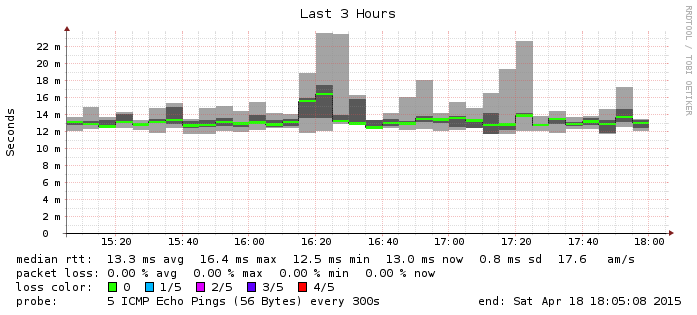 Last 3 Hours
RRDTOOL / TOBI OETIKER
Seconds
22 m
20 m
18 m
16 m
14 m
12 m
10 m
8 m
6 m
4 m
2 m
0
15:20 15:40 16:00 16:20 16:40 17:00 17:20 17:40 18:00
median rtt: 13.3 ms avg 16.4 ms max 12.5 ms min 13.0 ms now 0.8 ms sd 17.6 am/s
packet loss: 0.00 % avg 0.00 % max 0.00 % min 0.00 % now
loss color: 0 1/5 2/5 3/5 4/5
probe: 5 ICMP Echo Pings (56 Bytes) every 300s end: Sat Apr 18 18:05:08 2015